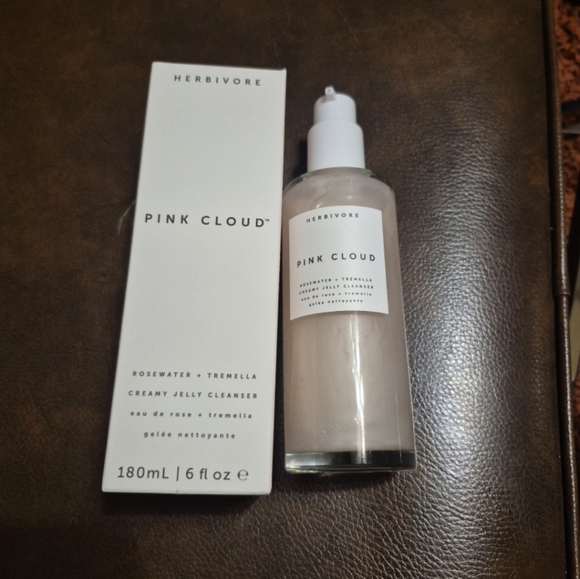 HERBIVORE
PINK CLOUD™
ROSEWATER + TREMELLA
CREAMY JELLY CLEANSER
eau de rose + tremella
gelée nettoyante
180mL | 6 fl oz ℮
HERBIVORE
PINK CLOUD
ROSEWATER + TREMELLA
CREAMY JELLY CLEANSER
eau de rose + tremella
gelée nettoyante